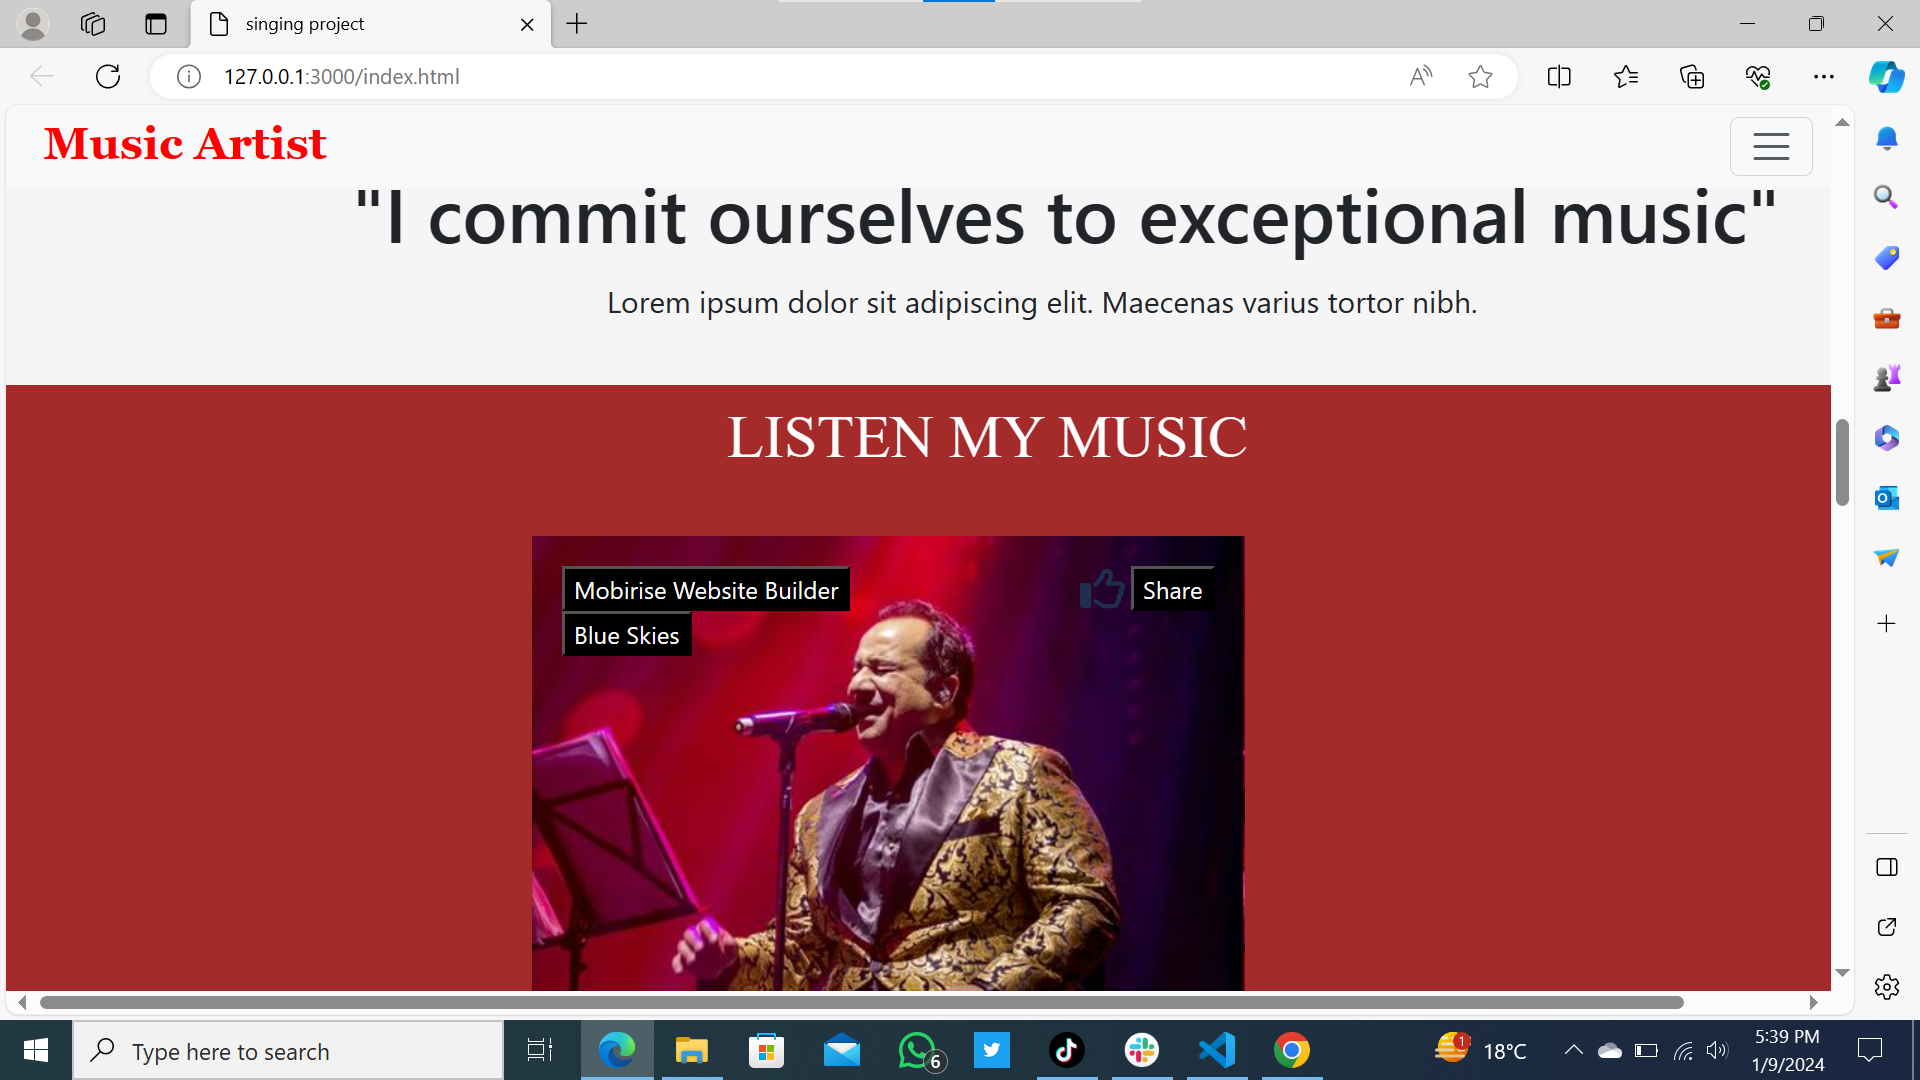 singing project
127.0.0.1:3000/index.html
Music Artist
"I commit ourselves to exceptional music"
Lorem ipsum dolor sit adipiscing elit. Maecenas varius tortor nibh.
LISTEN MY MUSIC
Mobirise Website Builder
Share
Blue Skies
Type here to search
6
1
18°C
5:39 PM
1/9/2024